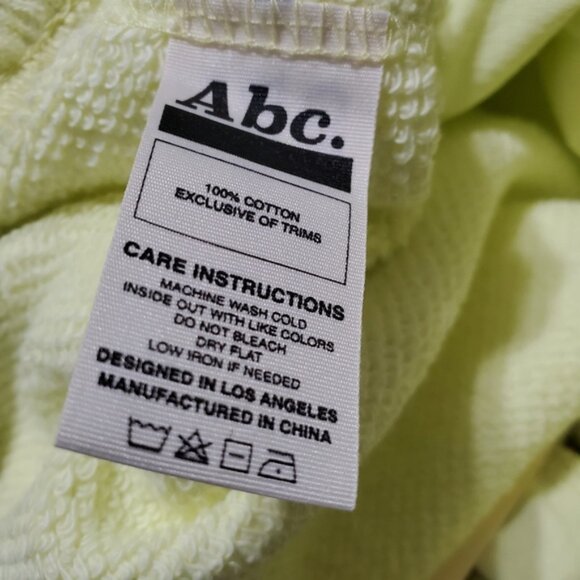 Abc.
100% COTTON
EXCLUSIVE OF TRIMS
CARE INSTRUCTIONS
MACHINE WASH COLD
INSIDE OUT WITH LIKE COLORS
DO NOT BLEACH
DRY FLAT
LOW IRON IF NEEDED
DESIGNED IN LOS ANGELES
MANUFACTURED IN CHINA